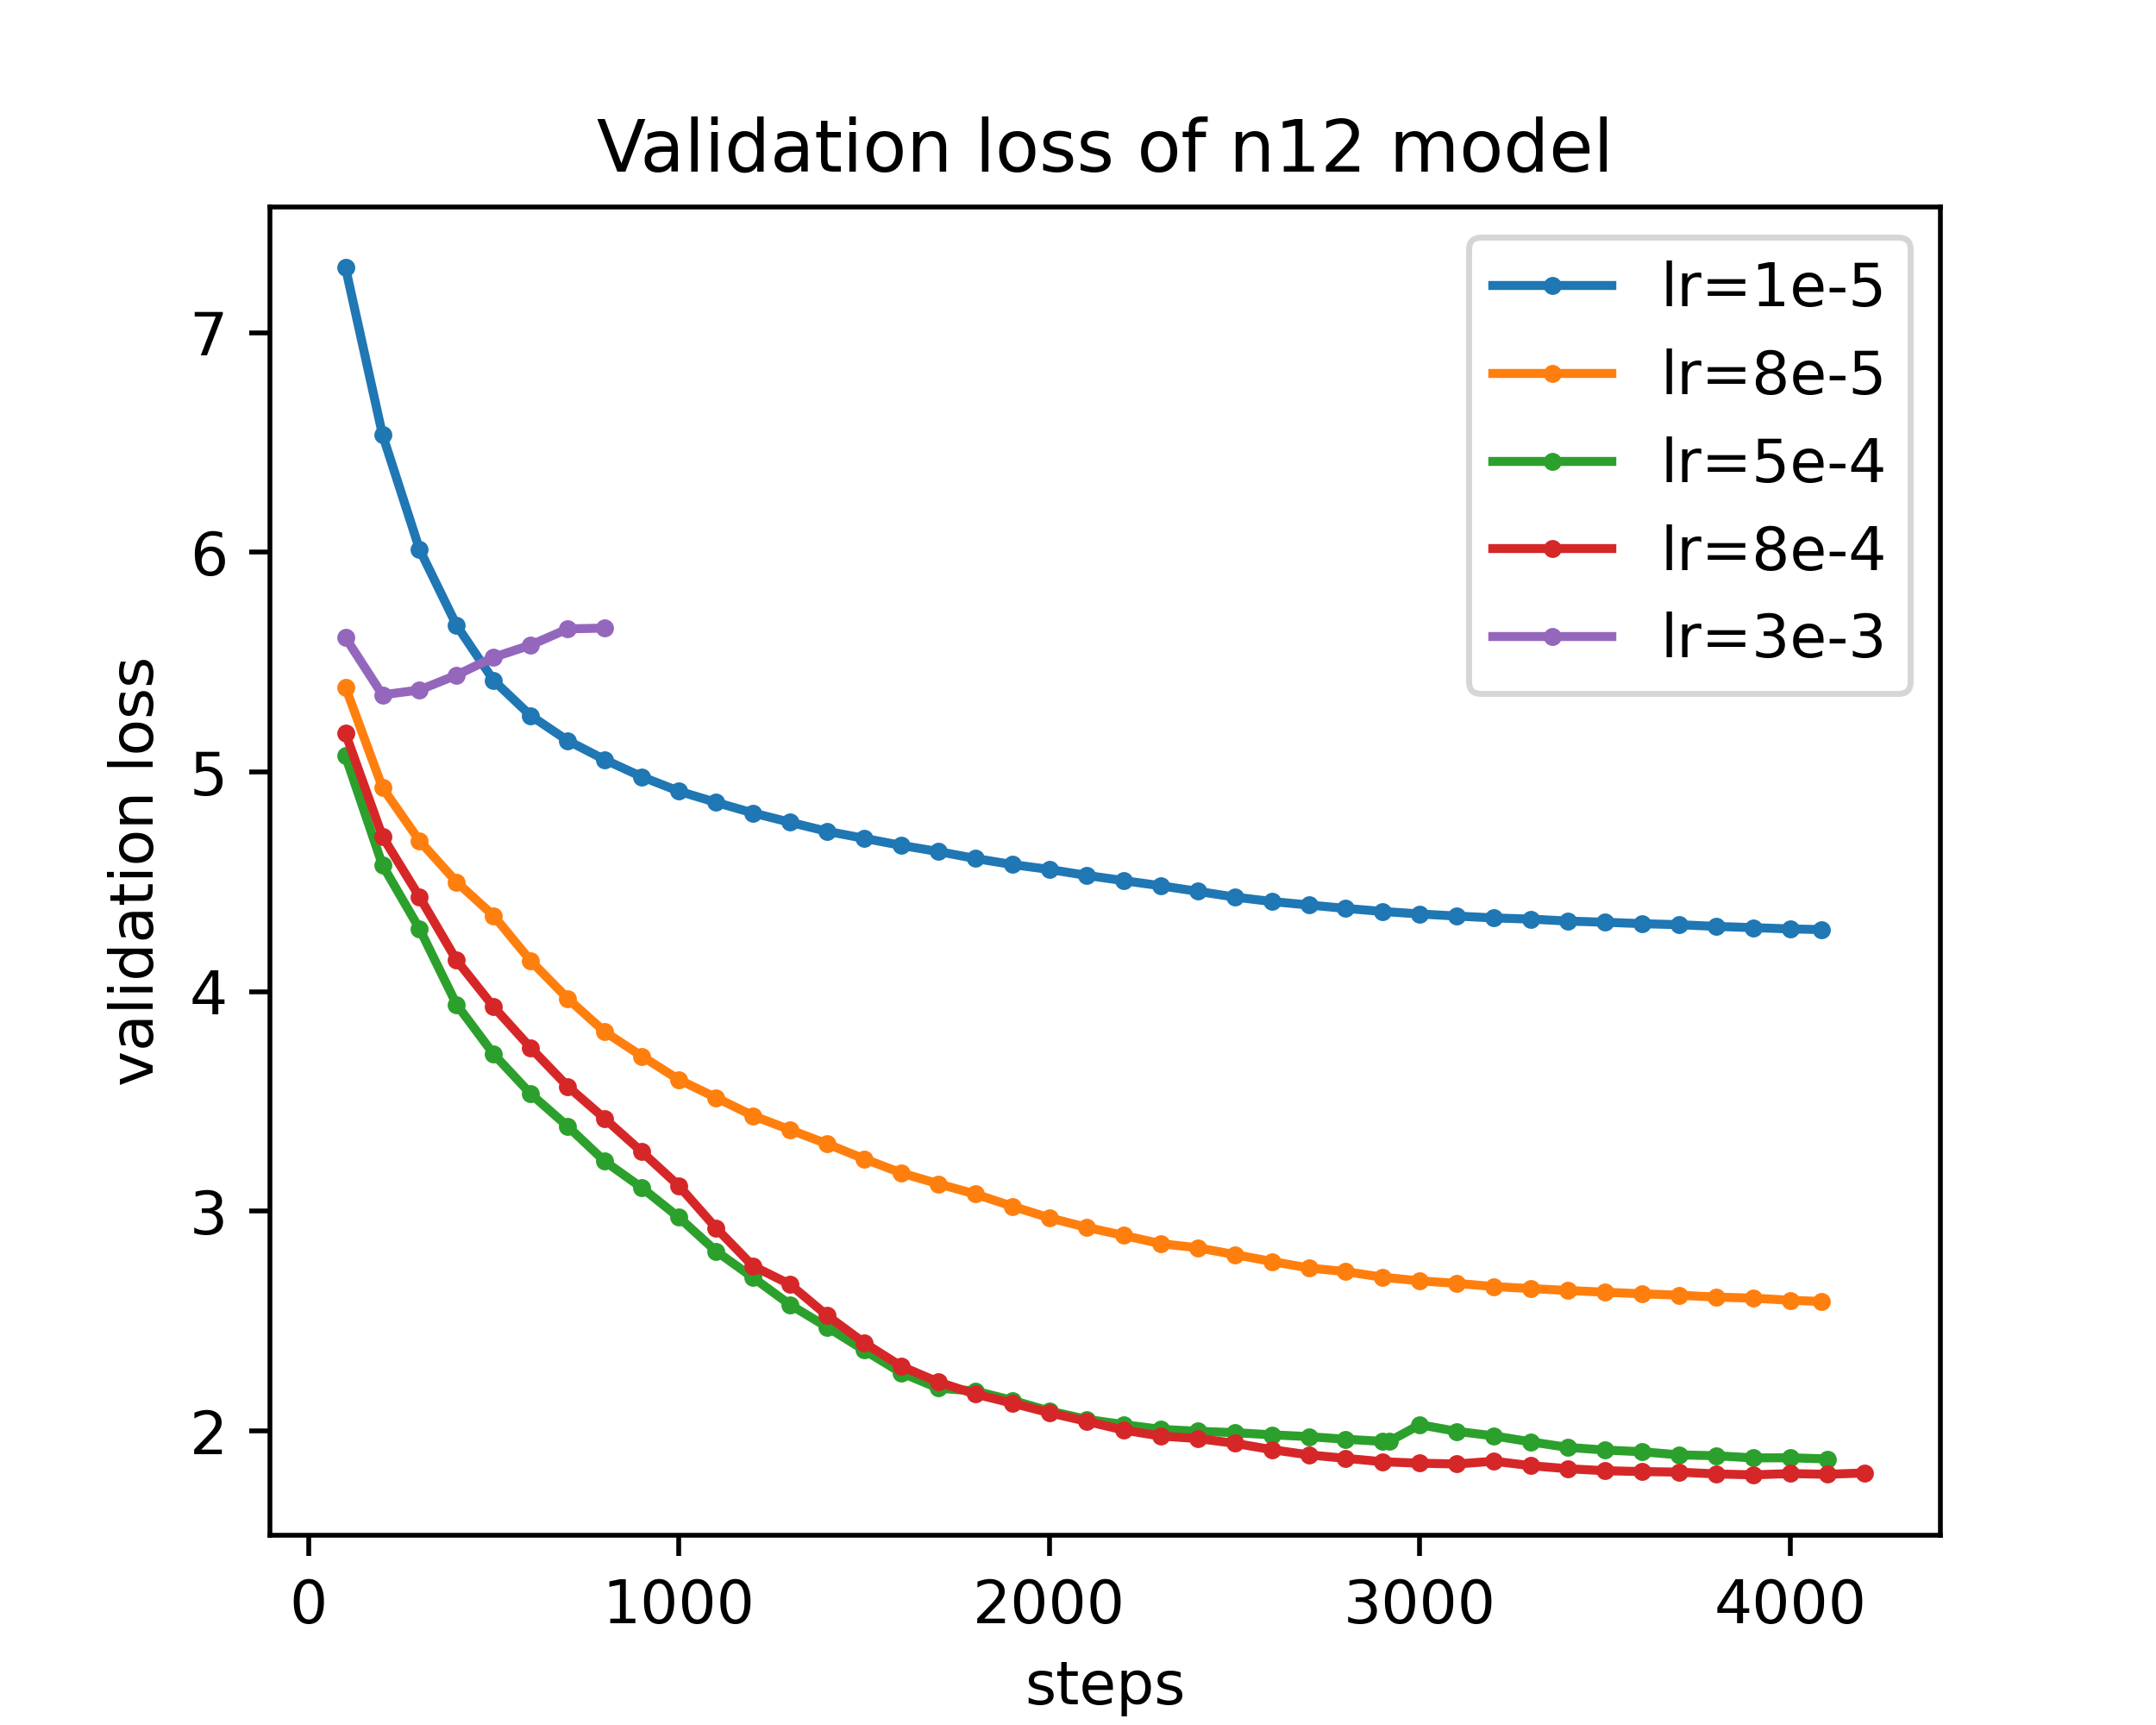 Validation loss of n12 model
lr=1e-5
lr=8e-5
lr=5e-4
lr=8e-4
lr=3e-3
validation loss
7
6
5
4
3
2
0 1000 2000 3000 4000
steps